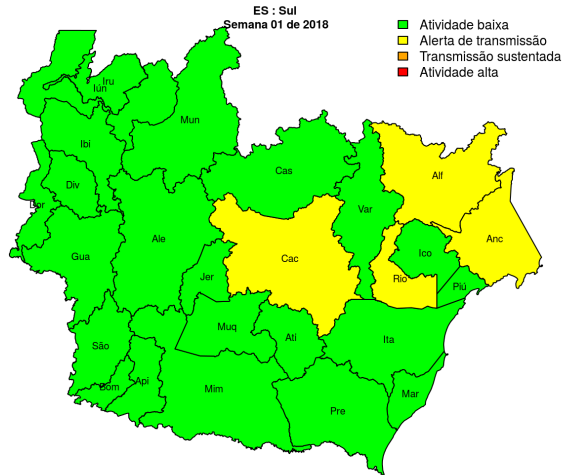 ES : Sul
Semana 01 de 2018
Atividade baixa
Alerta de transmissão
Transmissão sustentada
Atividade alta
Iru
Iún
Mun
Ibi
Cas
Alf
Div
Dor
Var
Ale
Anc
Gua
Cac
Ico
Jer
Rio
Piú
Muq
Ati
Ita
São
Api
Bom
Mim
Mar
Pre